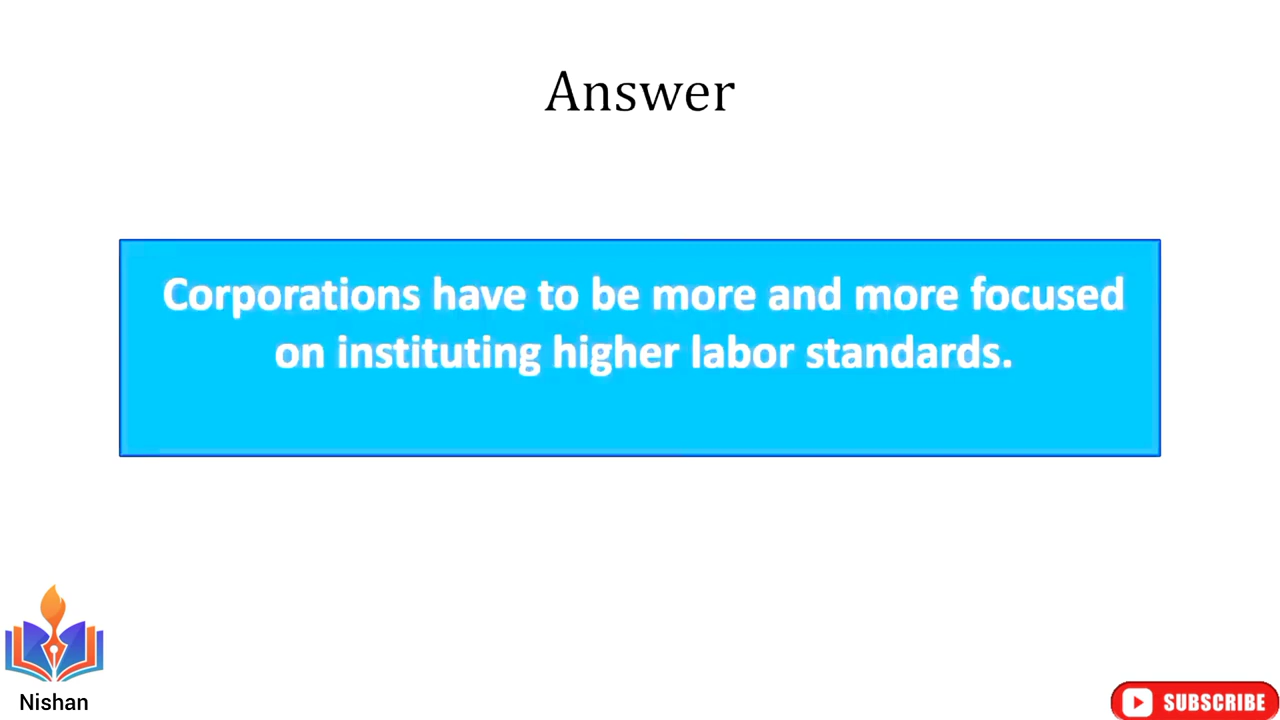 Answer
Corporations have to be more and more focused
on instituting higher labor standards.
Nishan
SUBSCRIBE